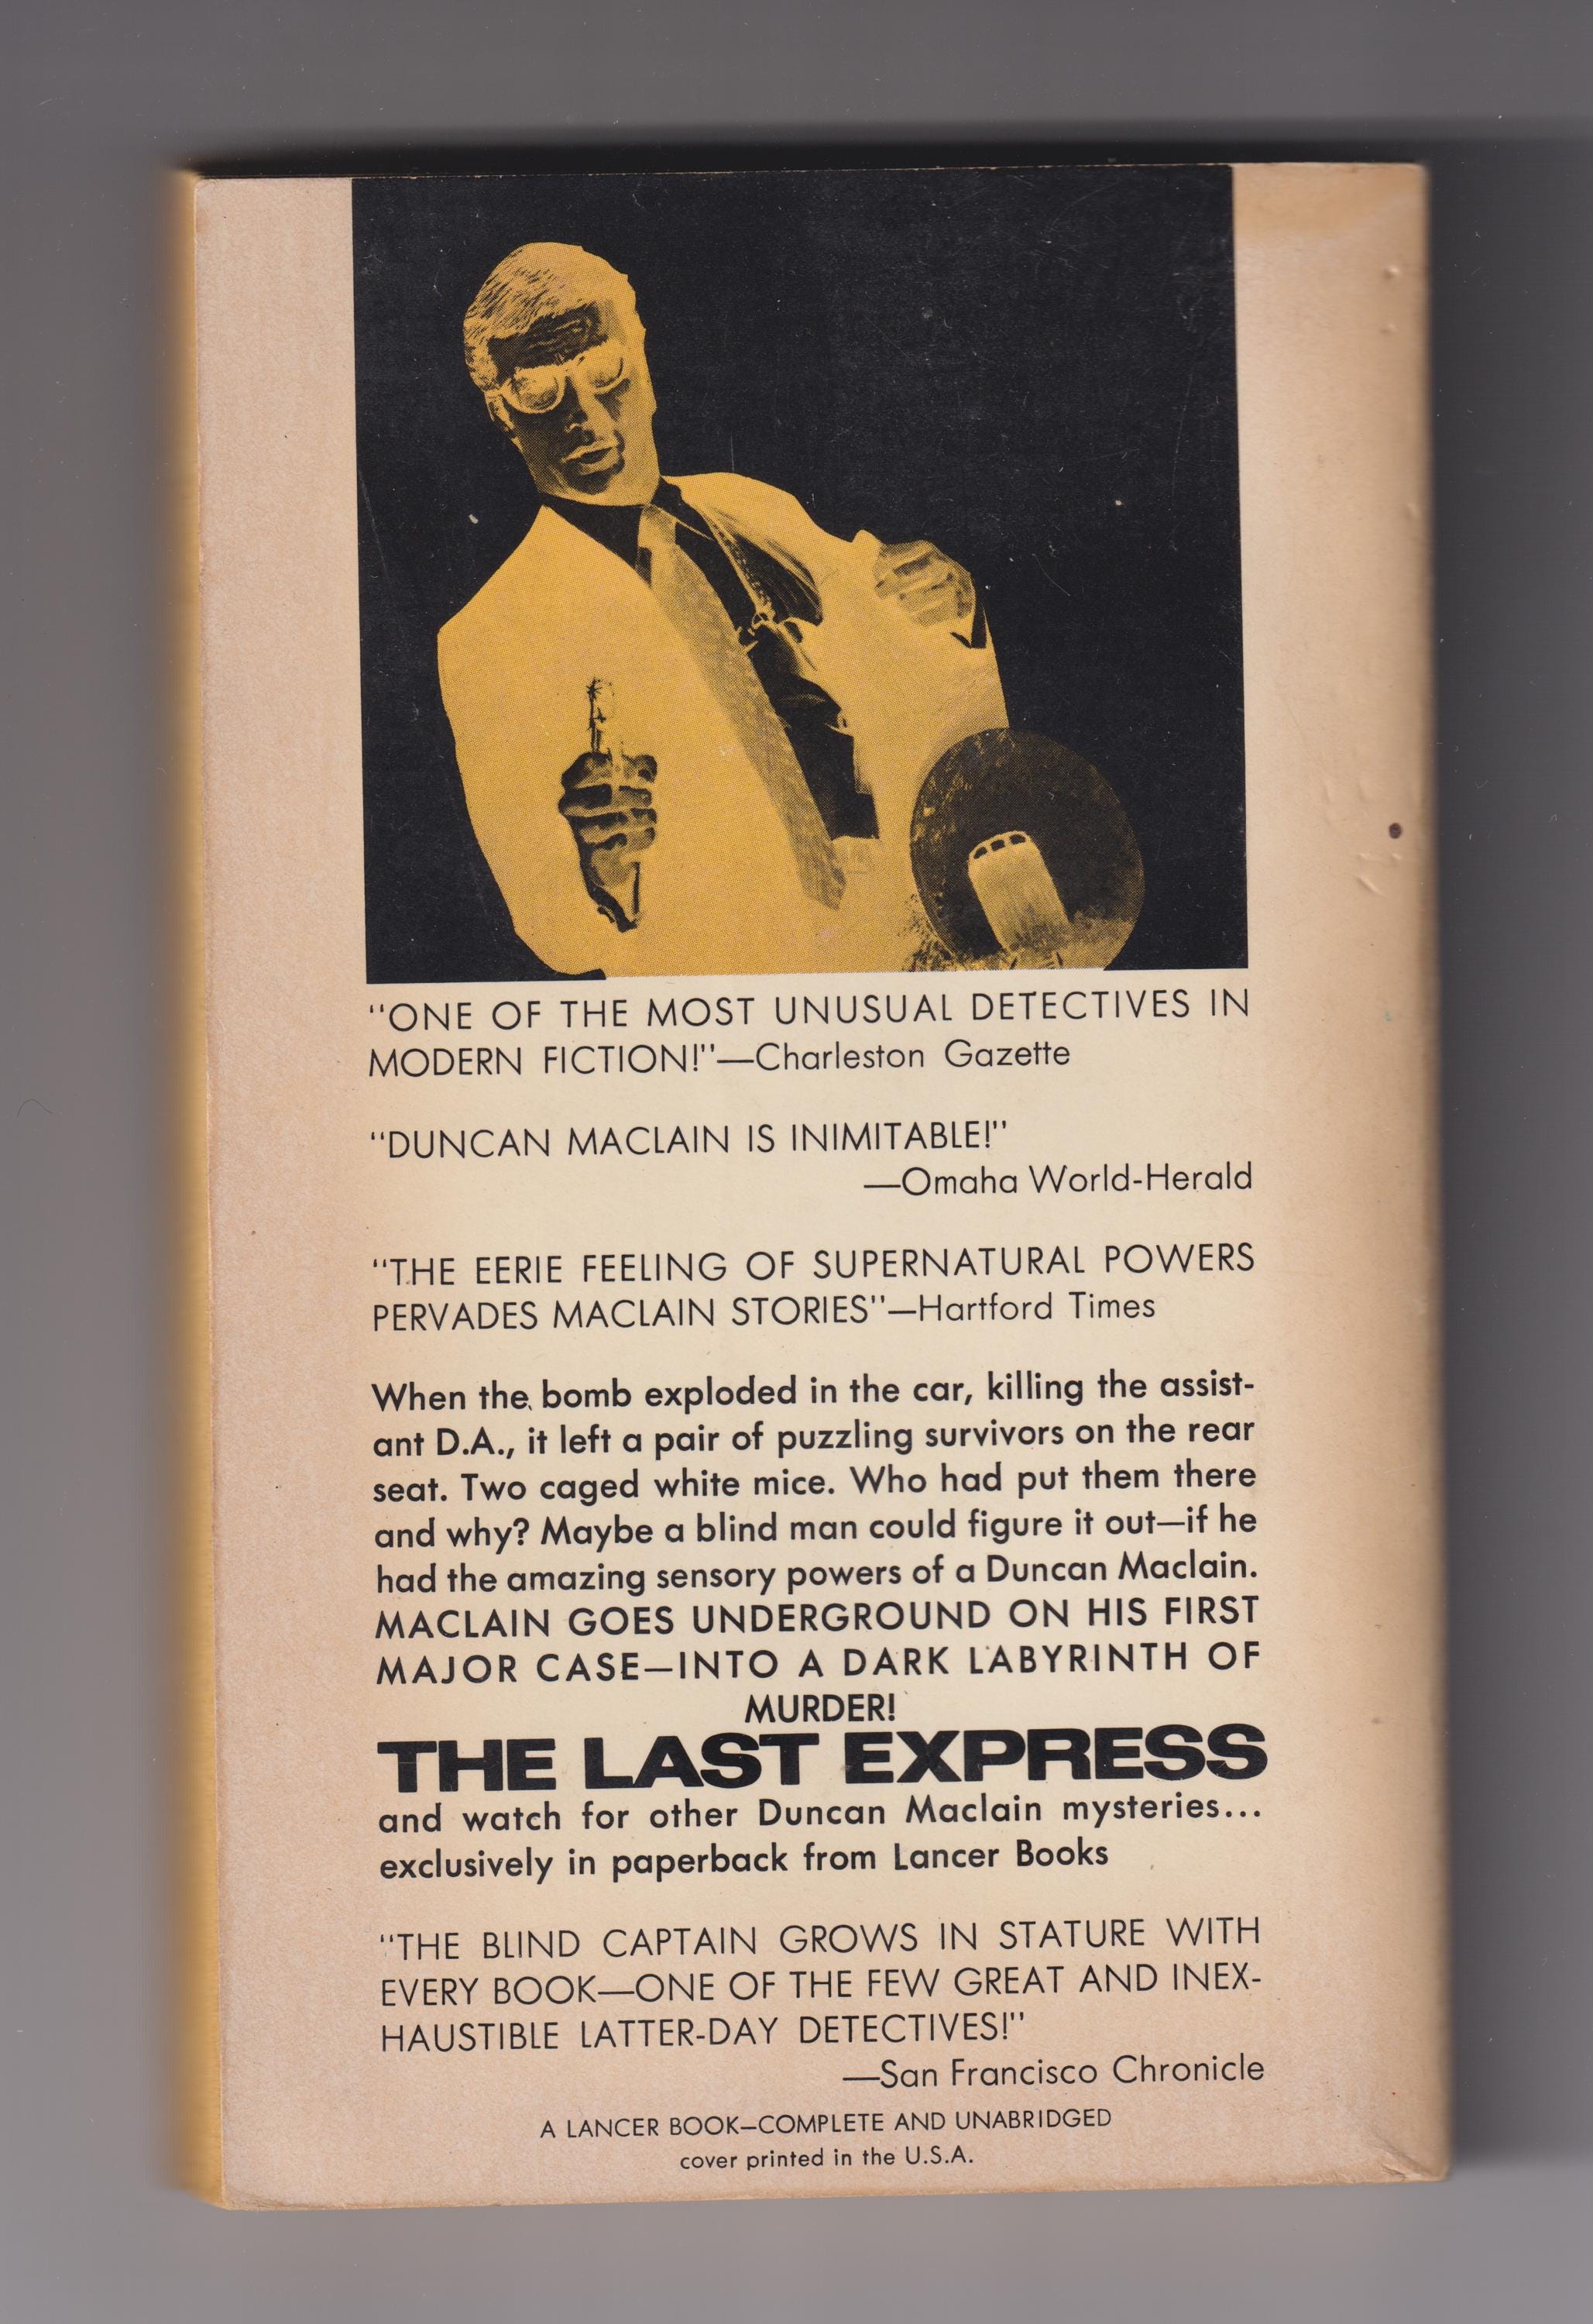 "ONE OF THE MOST UNUSUAL DETECTIVES IN
MODERN FICTION!"—Charleston Gazette
"DUNCAN MACLAIN IS INIMITABLE!"
—Omaha World-Herald
"THE EERIE FEELING OF SUPERNATURAL POWERS
PERVADES MACLAIN STORIES"—Hartford Times
When the bomb exploded in the car, killing the assist-
ant D.A., it left a pair of puzzling survivors on the rear
seat. Two caged white mice. Who had put them there
and why? Maybe a blind man could figure it out—if he
had the amazing sensory powers of a Duncan Maclain.
MACLAIN GOES UNDERGROUND ON HIS FIRST
MAJOR CASE—INTO A DARK LABYRINTH OF
MURDER!
THE LAST EXPRESS
and watch for other Duncan Maclain mysteries...
exclusively in paperback from Lancer Books
"THE BLIND CAPTAIN GROWS IN STATURE WITH
EVERY BOOK—ONE OF THE FEW GREAT AND INEX-
HAUSTIBLE LATTER-DAY DETECTIVES!"
—San Francisco Chronicle
A LANCER BOOK—COMPLETE AND UNABRIDGED
cover printed in the U.S.A.